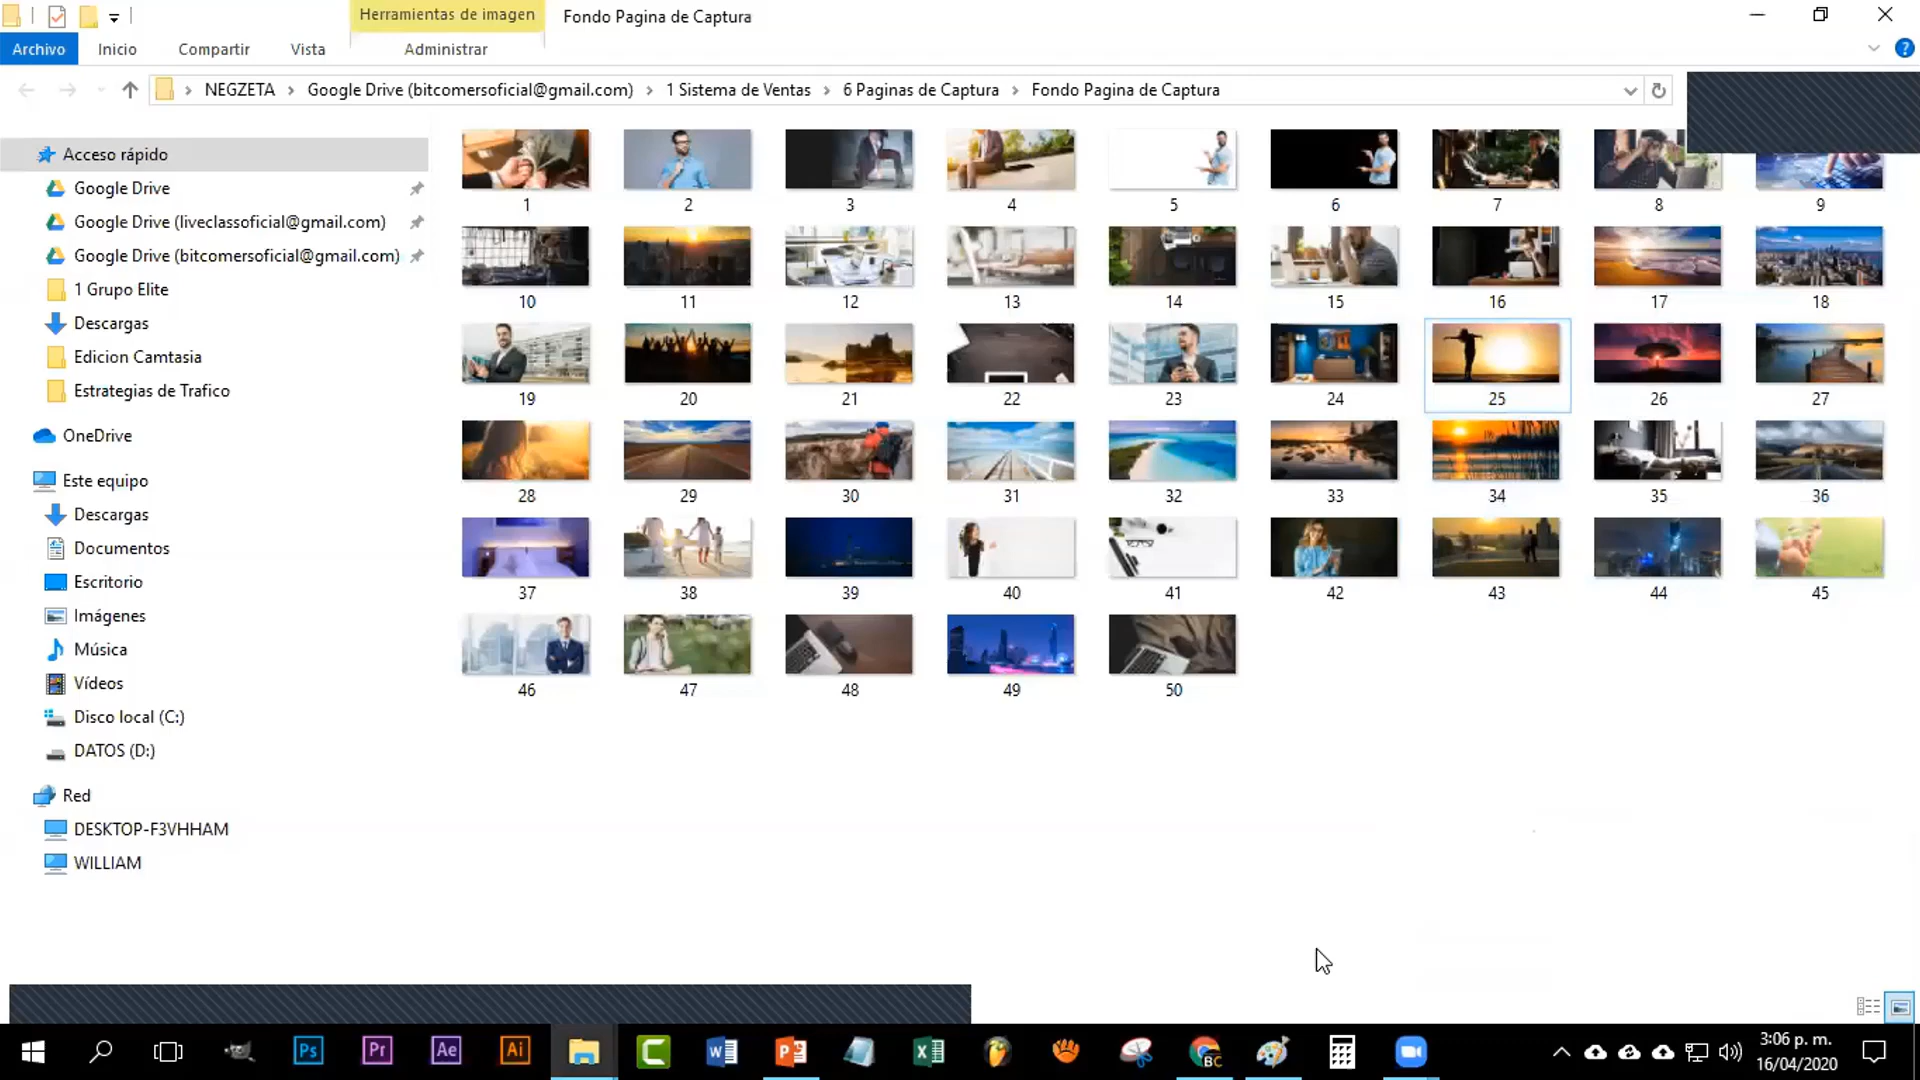 Herramientas de imagen
Fondo Pagina de Captura
Archivo
Inicio
Compartir
Vista
Administrar
?
NEGZETA > Google Drive (bitcomersoficial@gmail.com) > 1 Sistema de Ventas > 6 Paginas de Captura > Fondo Pagina de Captura
Acceso rápido
Google Drive
Google Drive (liveclassoficial@gmail.com)
Google Drive (bitcomersoficial@gmail.com)
1 Grupo Elite
Descargas
Edicion Camtasia
Estrategias de Trafico
OneDrive
Este equipo
Descargas
Documentos
Escritorio
Imágenes
Música
Vídeos
Disco local (C:)
DATOS (D:)
Red
DESKTOP-F3VHHAM
WILLIAM
1 2 3 4 5 6 7 8 9
10 11 12 13 14 15 16 17 18
19 20 21 22 23 24 25 26 27
28 29 30 31 32 33 34 35 36
37 38 39 40 41 42 43 44 45
46 47 48 49 50
Ps
Pr
Ae
Ai
BC
3:06 p. m.
16/04/2020